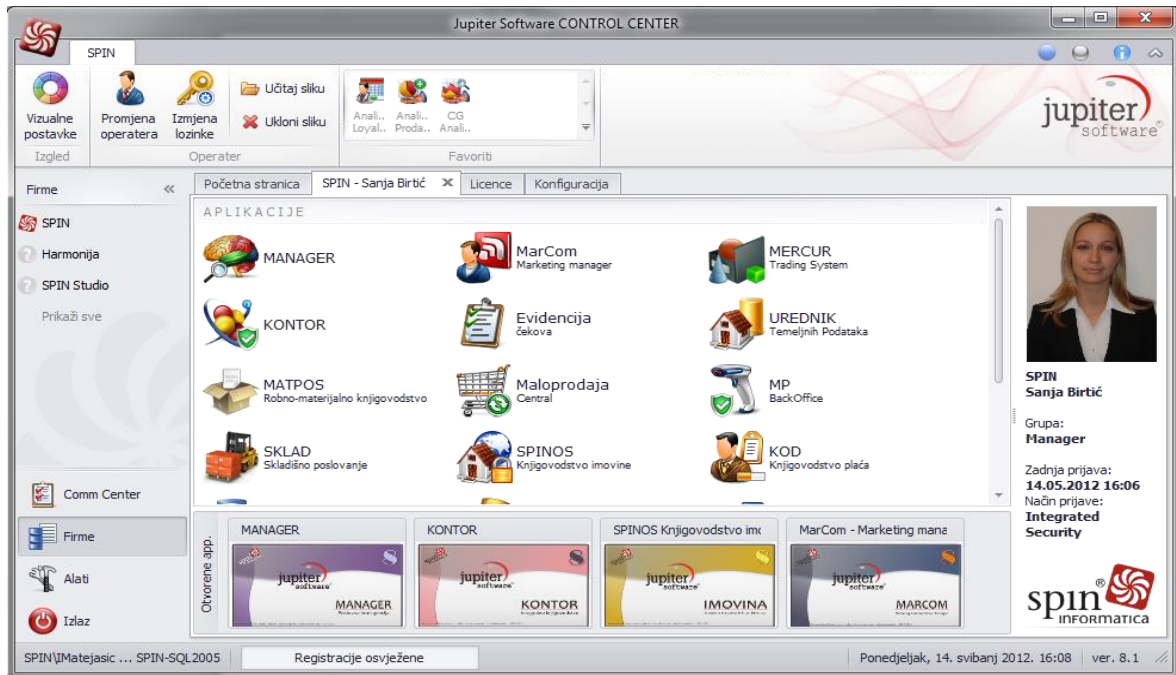 Jupiter Software CONTROL CENTER
SPIN
Vizualne
postavke
Promjena
operatera
Izmjena
lozinke
Učitaj sliku
Ukloni sliku
Anali..
Loyal..
Anali..
Proda..
CG
Anali..
Izgled
Operater
Favoriti
jupiter
software
Firme
SPIN
Harmonija
SPIN Studio
Prikaži sve
Comm Center
Firme
Alati
Izlaz
Početna stranica
SPIN - Sanja Birtić
Licence
Konfiguracija
APLIKACIJE
MANAGER
MarCom
Marketing manager
MERCUR
Trading System
KONTOR
Evidencija
čekova
UREDNIK
Temeljnih Podataka
MATPOS
Robno-materijalno knjigovodstvo
Maloprodaja
Central
MP
BackOffice
SKLAD
Skladišno poslovanje
SPINOS
Knjigovodstvo imovine
KOD
Knjigovodstvo plaća
Otvorene app.
MANAGER
jupiter
software
MANAGER
KONTOR
jupiter
software
KONTOR
SPINOS Knjigovodstvo imo
jupiter
software
IMOVINA
MarCom - Marketing mana
jupiter
software
MARCOM
SPIN
Sanja Birtić
Grupa:
Manager
Zadnja prijava:
14.05.2012 16:06
Način prijave:
Integrated
Security
spin®
INFORMATICA
SPIN\IMatejasic ... SPIN-SQL2005
Registracije osvježene
Ponedjeljak, 14. svibanj 2012. 16:08
ver. 8.1